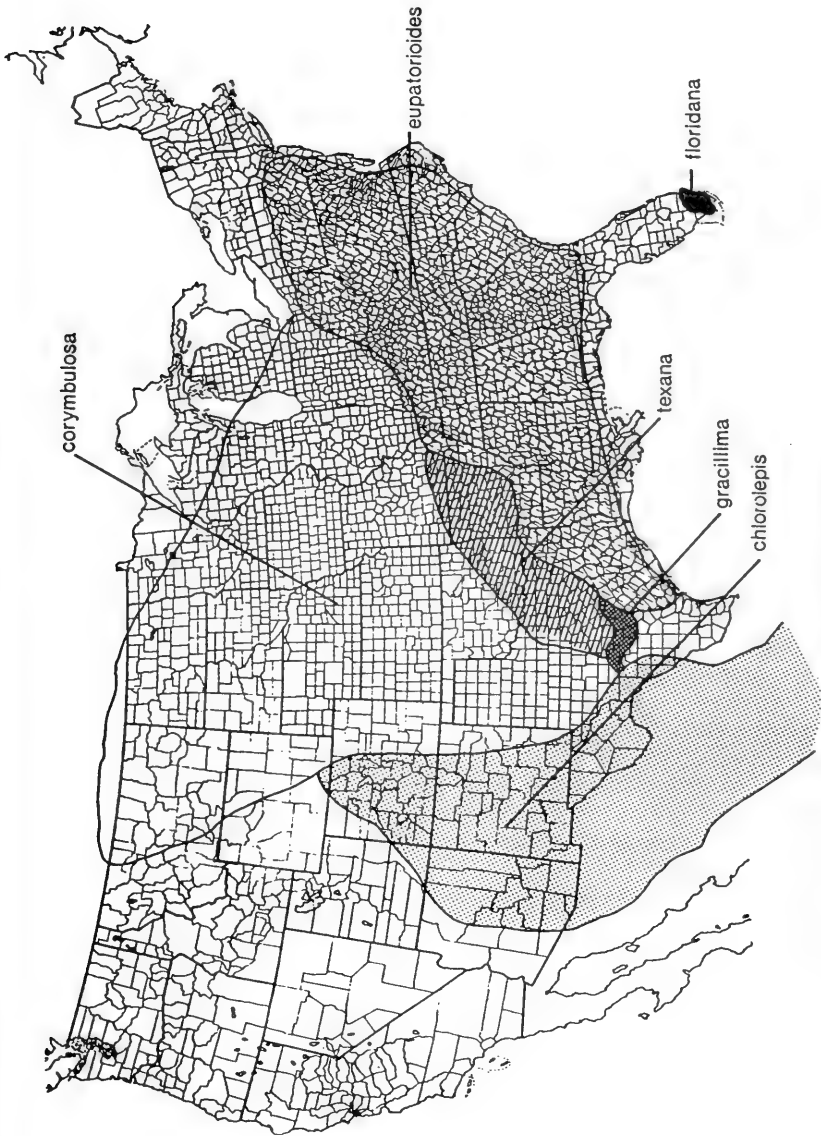 corymbulosa
eupatorioides
floridana
texana
gracillima
chlorolepis